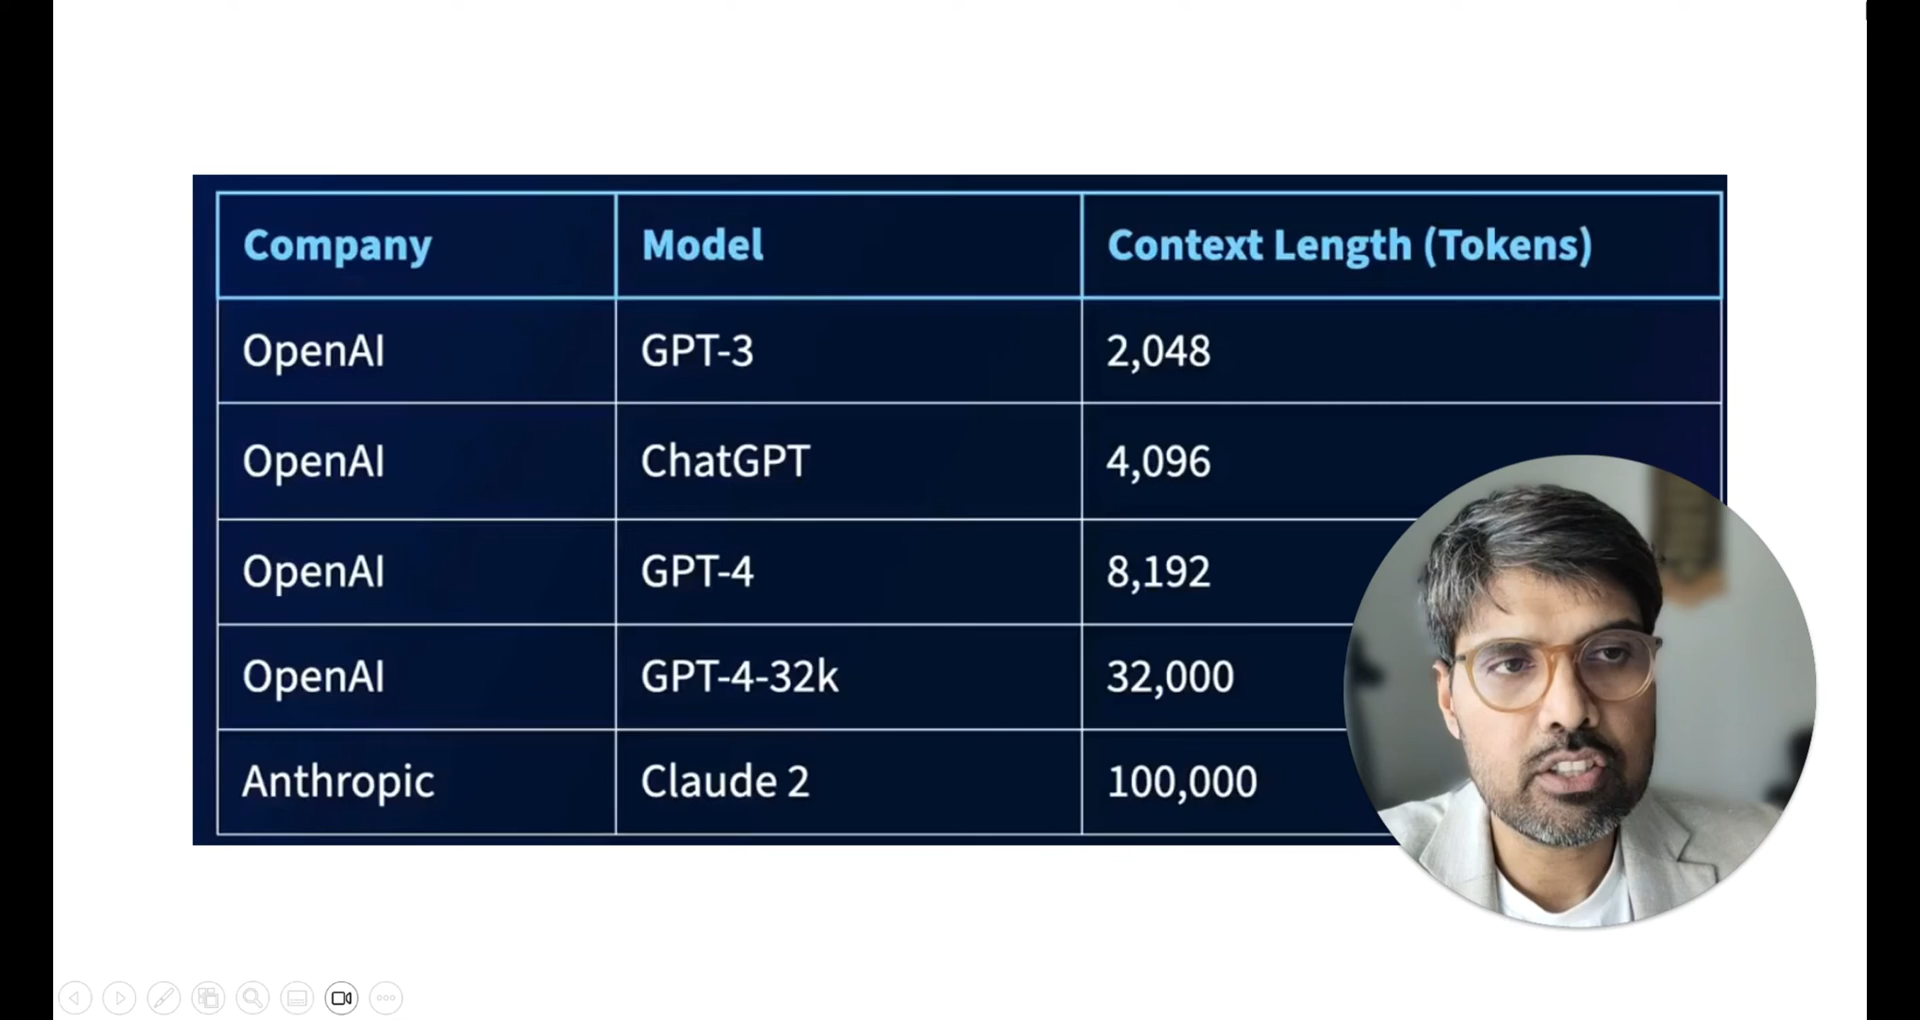 Company Model Context Length (Tokens)
OpenAI GPT-3 2,048
OpenAI ChatGPT 4,096
OpenAI GPT-4 8,192
OpenAI GPT-4-32k 32,000
Anthropic Claude 2 100,000